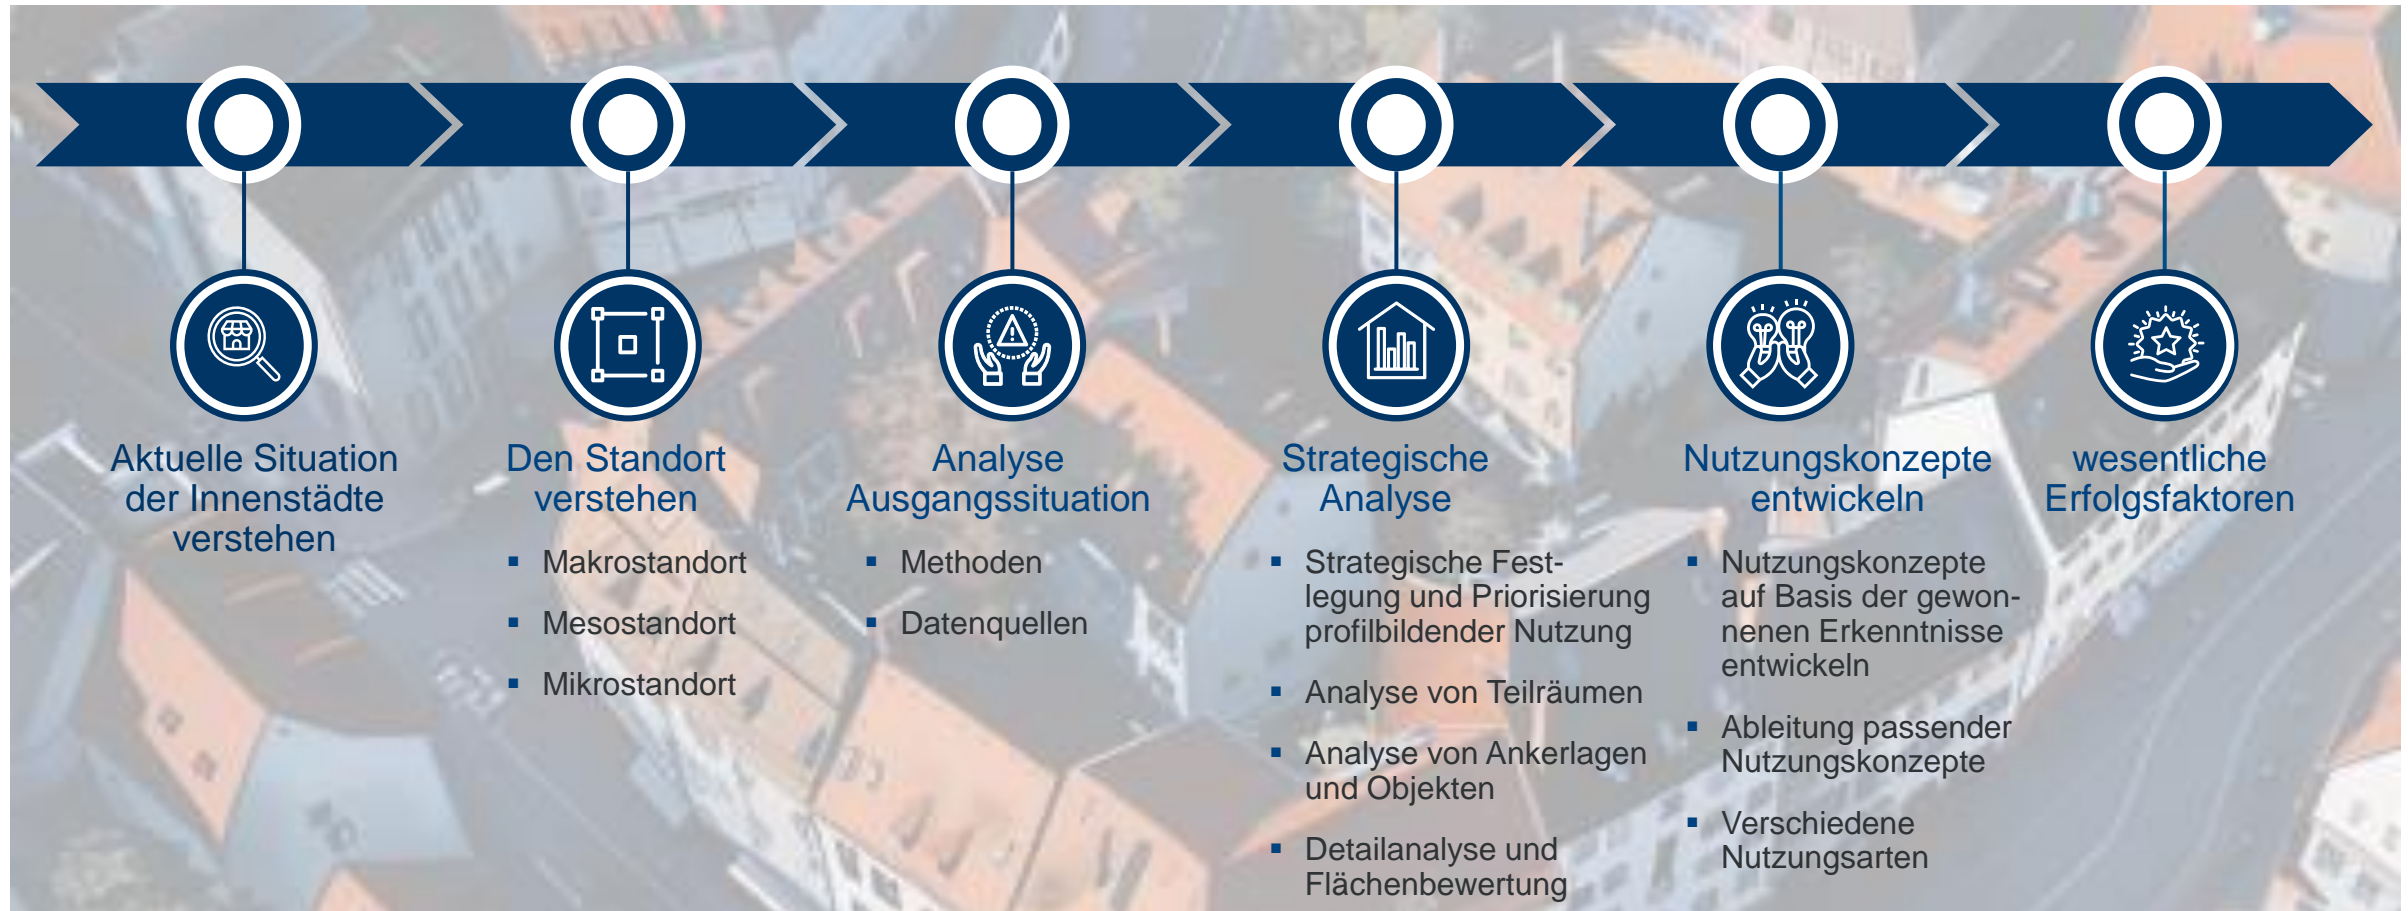 Aktuelle Situation
der Innenstädte
verstehen
Den Standort
verstehen
▪ Makrostandort
▪ Mesostandort
▪ Mikrostandort
Analyse
Ausgangssituation
▪ Methoden
▪ Datenquellen
Strategische
Analyse
▪ Strategische Fest-
legung und Priorisierung
profilbildender Nutzung
▪ Analyse von Teilräumen
▪ Analyse von Ankerlagen
und Objekten
▪ Detailanalyse und
Flächenbewertung
Nutzungskonzepte
entwickeln
▪ Nutzungskonzepte
auf Basis der gewon-
nenen Erkenntnisse
entwickeln
▪ Ableitung passender
Nutzungskonzepte
▪ Verschiedene
Nutzungsarten
wesentliche
Erfolgsfaktoren